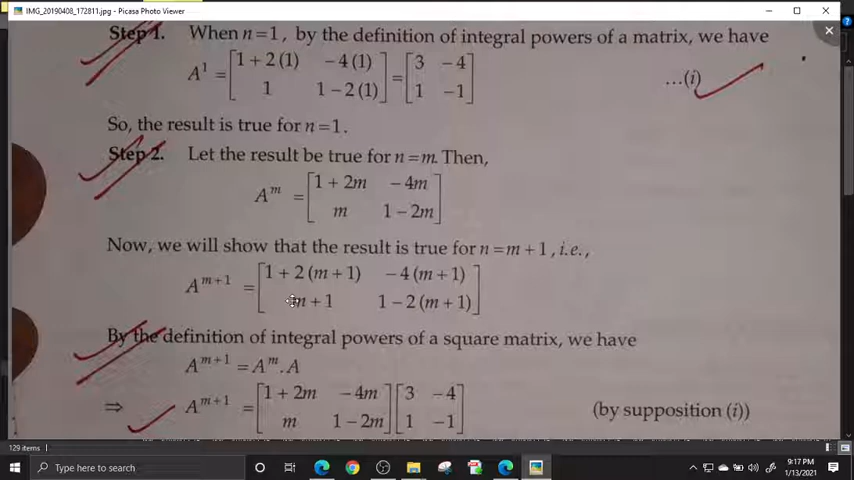 IMG_20190408_172811.jpg - Picasa Photo Viewer
Step 1. When n=1, by the definition of integral powers of a matrix, we have
A¹ = [1+2(1) −4(1); 1 1−2(1)] = [3 −4; 1 −1] ...(i)
So, the result is true for n=1.
Step 2. Let the result be true for n=m. Then,
Aᵐ = [1+2m −4m; m 1−2m]
Now, we will show that the result is true for n=m+1, i.e.,
Aᵐ⁺¹ = [1+2(m+1) −4(m+1); m+1 1−2(m+1)]
By the definition of integral powers of a square matrix, we have
Aᵐ⁺¹ = Aᵐ.A
⇒ Aᵐ⁺¹ = [1+2m −4m; m 1−2m] [3 −4; 1 −1] (by supposition (i))
129 items
Type here to search
9:17 PM
1/13/2021